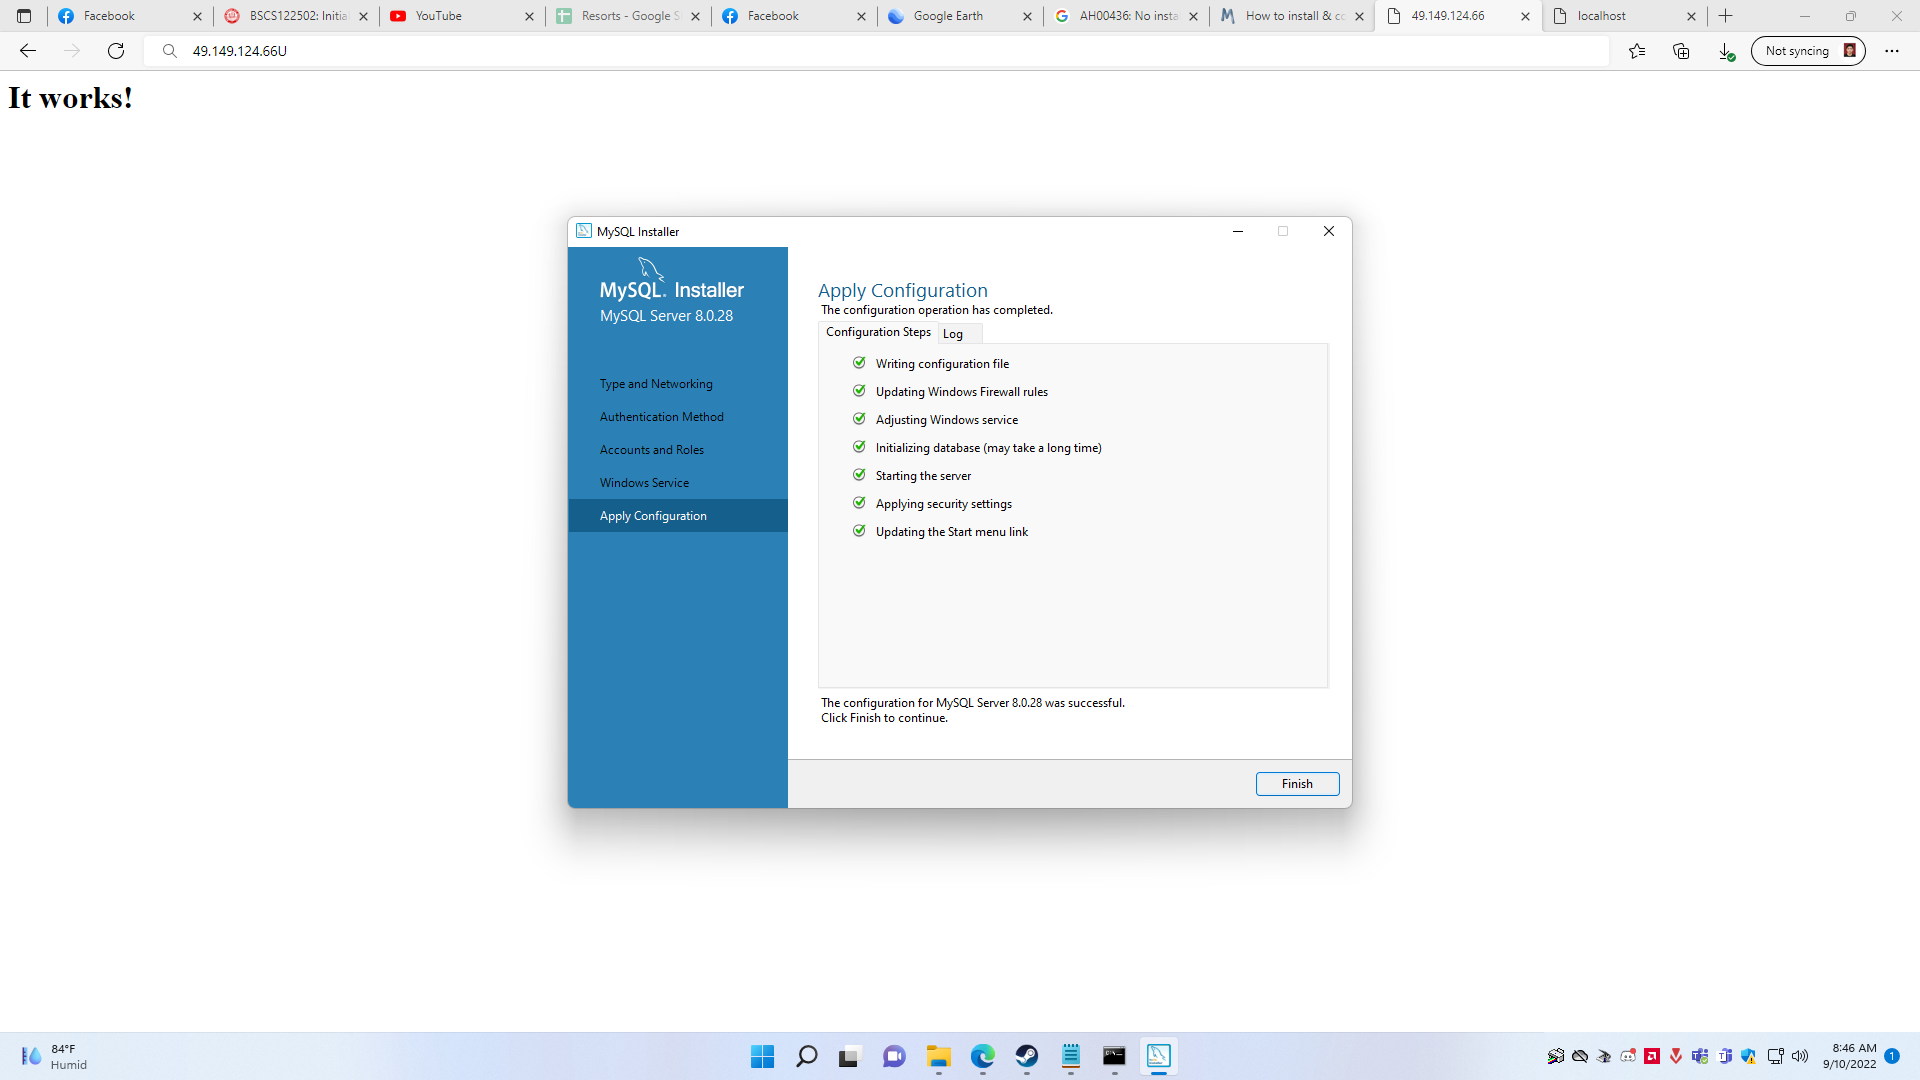 Facebook
BSCS122502: Initia
YouTube
Resorts - Google S
Facebook
Google Earth
AH00436: No insta
How to install & co
49.149.124.66
localhost
49.149.124.66U
Not syncing
It works!
MySQL Installer
MySQL. Installer
MySQL Server 8.0.28
Type and Networking
Authentication Method
Accounts and Roles
Windows Service
Apply Configuration
Apply Configuration
The configuration operation has completed.
Configuration Steps
Log
Writing configuration file
Updating Windows Firewall rules
Adjusting Windows service
Initializing database (may take a long time)
Starting the server
Applying security settings
Updating the Start menu link
The configuration for MySQL Server 8.0.28 was successful.
Click Finish to continue.
Finish
84°F
Humid
8:46 AM
9/10/2022
1